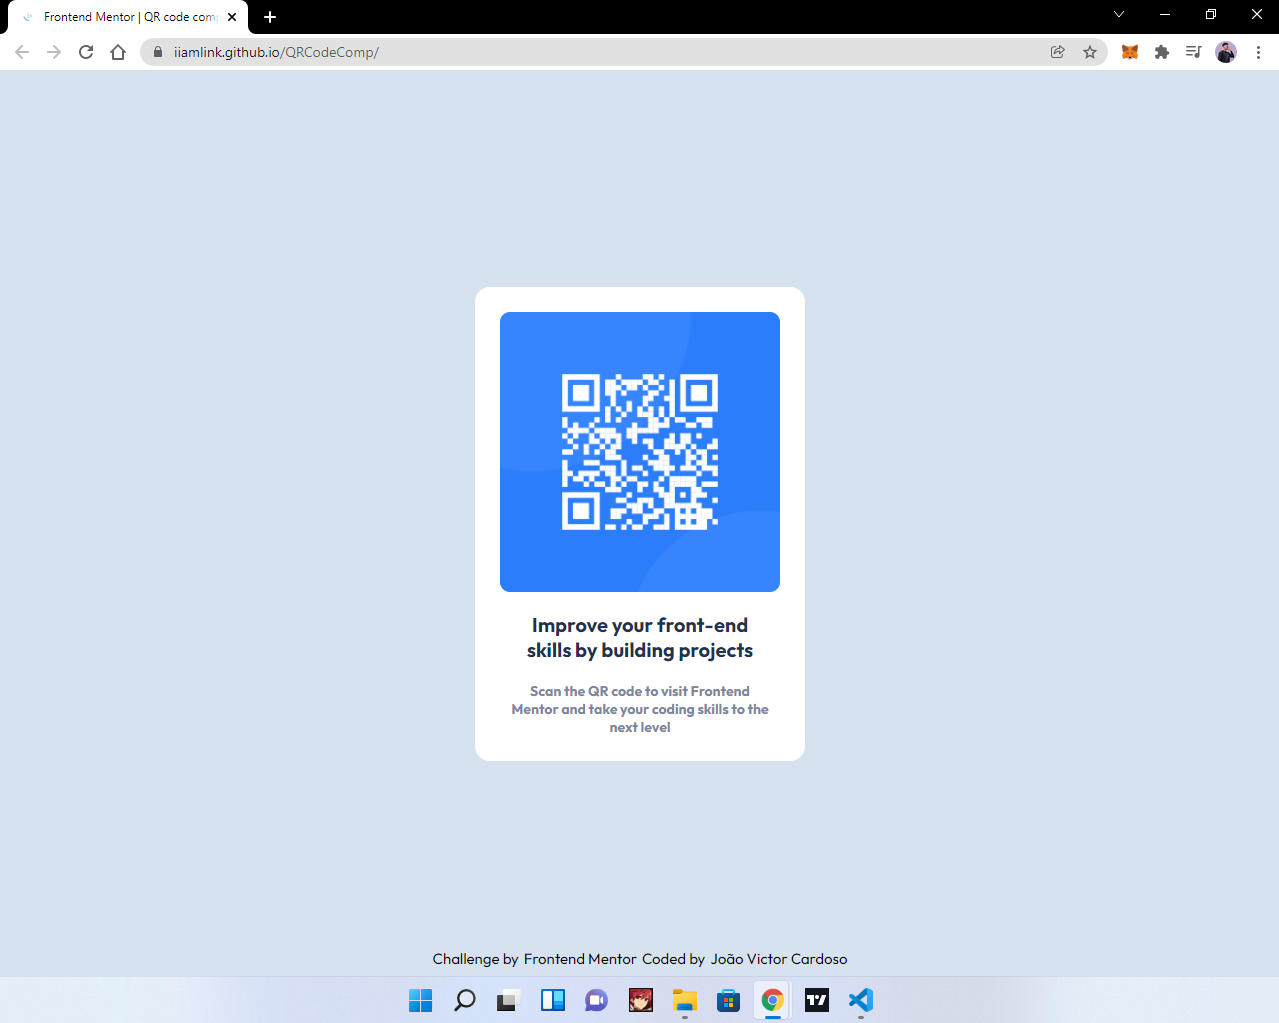 Frontend Mentor | QR code com
iiamlink.github.io/QRCodeComp/
Improve your front-end
skills by building projects
Scan the QR code to visit Frontend
Mentor and take your coding skills to the
next level
Challenge by Frontend Mentor Coded by João Victor Cardoso